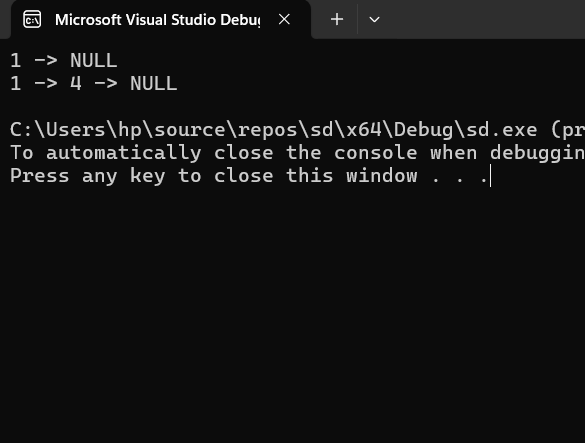 Microsoft Visual Studio Debug
1 -> NULL
1 -> 4 -> NULL
C:\Users\hp\source\repos\sd\x64\Debug\sd.exe (pr
To automatically close the console when debuggin
Press any key to close this window . . .